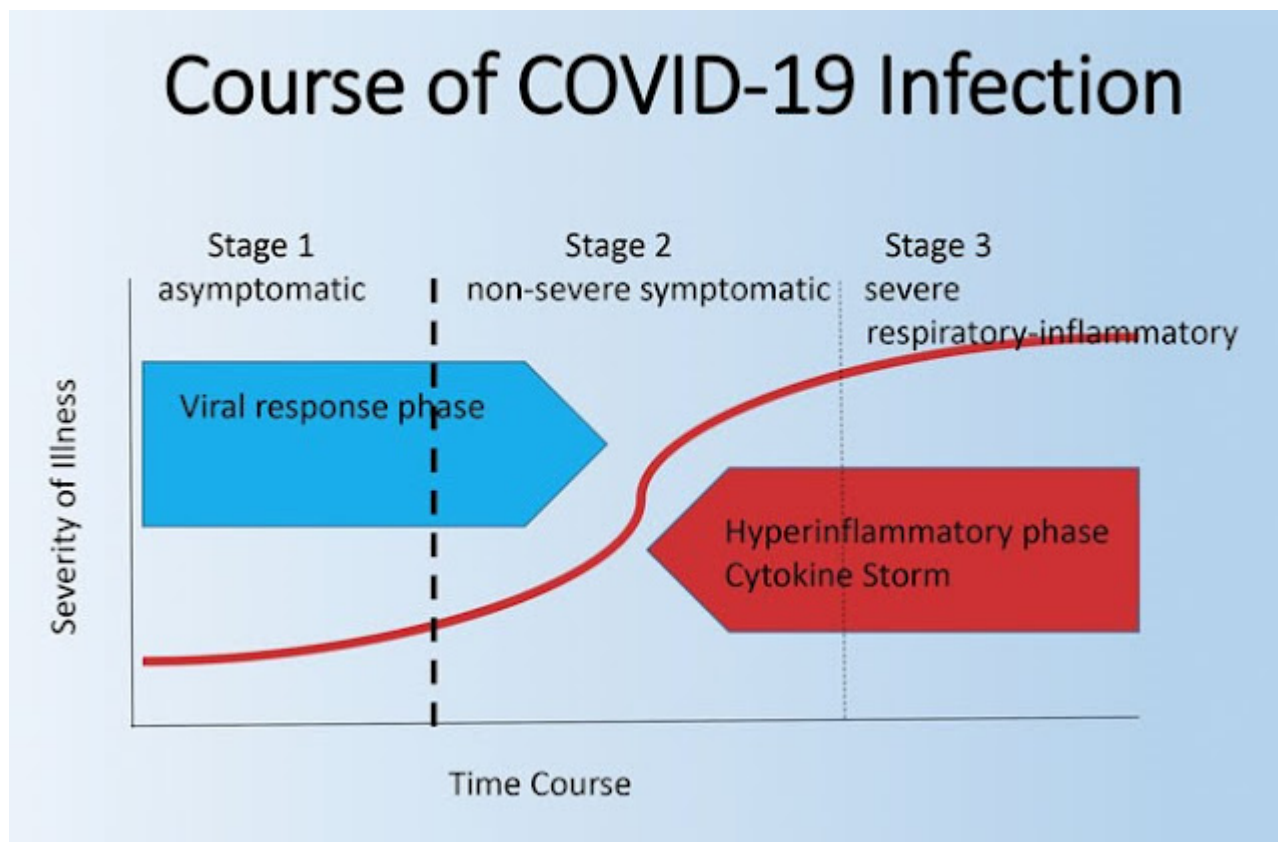 Course of COVID-19 Infection
Stage 1
asymptomatic
Stage 2
non-severe symptomatic
Stage 3
severe
respiratory-inflammatory
Viral response phase
Hyperinflammatory phase
Cytokine Storm
Severity of Illness
Time Course